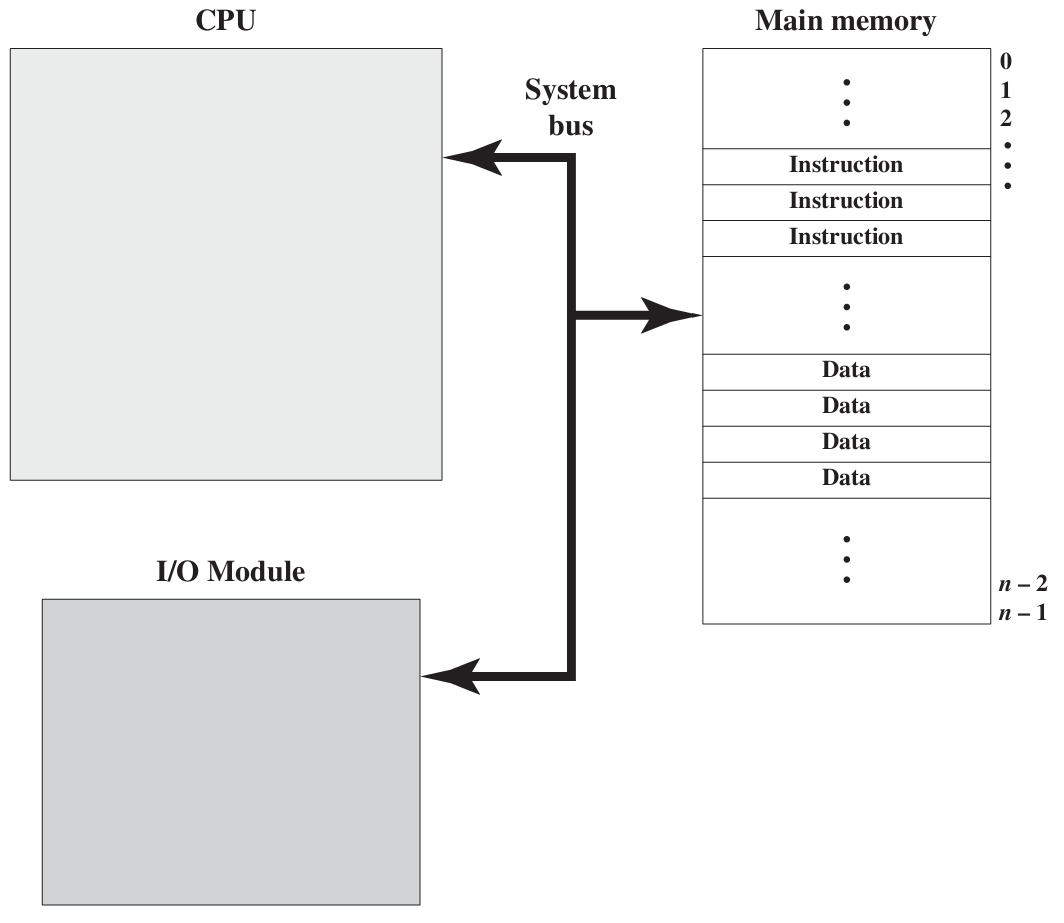 CPU
System
bus
Main memory
0
1
2
Instruction
Instruction
Instruction
Data
Data
Data
Data
n – 2
n – 1
I/O Module